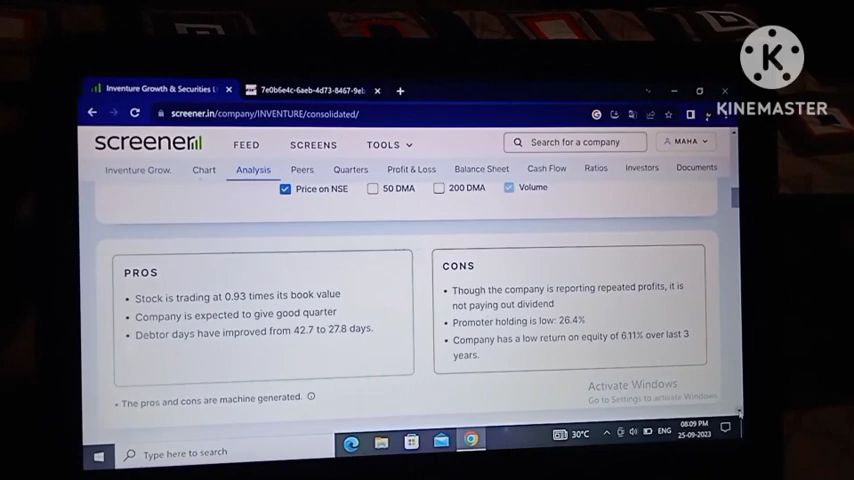 K
KINEMASTER
Inventure Growth & Securities L
7e0b6e4c-6aeb-4d73-8467-9eb
screener.in/company/INVENTURE/consolidated/
screener
FEED
SCREENS
TOOLS
Search for a company
MAHA
Inventure Grow.
Chart
Analysis
Peers
Quarters
Profit & Loss
Balance Sheet
Cash Flow
Ratios
Investors
Documents
Price on NSE
50 DMA
200 DMA
Volume
PROS
• Stock is trading at 0.93 times its book value
• Company is expected to give good quarter
• Debtor days have improved from 42.7 to 27.8 days.
CONS
• Though the company is reporting repeated profits, it is
not paying out dividend
• Promoter holding is low: 26.4%
• Company has a low return on equity of 6.11% over last 3
years.
The pros and cons are machine generated.
Activate Windows
Go to Settings to activate Windows.
Type here to search
30°C
ENG
08:09 PM
25-09-2023